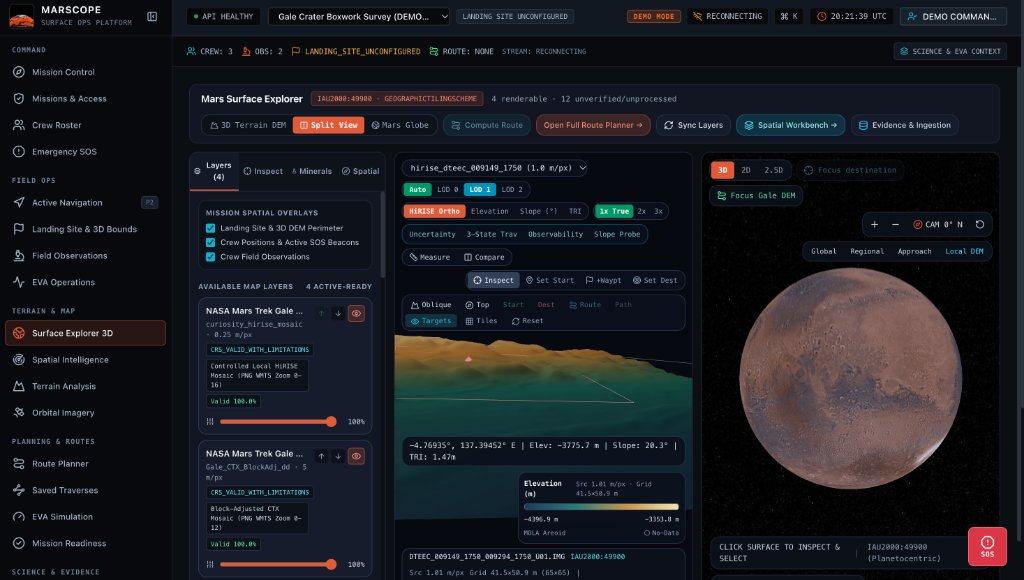 MARSCOPE
SURFACE OPS PLATFORM
API HEALTHY
Gale Crater Boxwork Survey (DEMO...
LANDING SITE UNCONFIGURED
DEMO MODE
RECONNECTING
⌘ K
20:21:39 UTC
DEMO COMMAN...
CREW: 3
OBS: 2
LANDING_SITE_UNCONFIGURED
ROUTE: NONE
STREAM: RECONNECTING
SCIENCE & EVA CONTEXT
COMMAND
Mission Control
Missions & Access
Crew Roster
Emergency SOS
FIELD OPS
Active Navigation
P2
Landing Site & 3D Bounds
Field Observations
EVA Operations
TERRAIN & MAP
Surface Explorer 3D
Spatial Intelligence
Terrain Analysis
Orbital Imagery
PLANNING & ROUTES
Route Planner
Saved Traverses
EVA Simulation
Mission Readiness
SCIENCE & EVIDENCE
Mars Surface Explorer
IAU2000:49900 · GEOGRAPHICTILINGSCHEME
4 renderable · 12 unverified/unprocessed
3D Terrain DEM
Split View
Mars Globe
Compute Route
Open Full Route Planner →
Sync Layers
Spatial Workbench →
Evidence & Ingestion
Layers
(4)
Inspect
Minerals
Spatial
MISSION SPATIAL OVERLAYS
Landing Site & 3D DEM Perimeter
Crew Positions & Active SOS Beacons
Crew Field Observations
AVAILABLE MAP LAYERS
4 ACTIVE-READY
NASA Mars Trek Gale ...
curiosity_hirise_mosaic
· 0.25 m/px
CRS_VALID_WITH_LIMITATIONS
Controlled Local HiRISE
Mosaic (PNG WMTS Zoom 0–
16)
Valid 100.0%
100%
NASA Mars Trek Gale ...
Gale_CTX_BlockAdj_dd · 5
m/px
CRS_VALID_WITH_LIMITATIONS
Block-Adjusted CTX
Mosaic (PNG WMTS Zoom 0–
12)
Valid 100.0%
100%
hirise_dteec_009149_1750 (1.0 m/px)
Auto
LOD 0
LOD 1
LOD 2
HiRISE Ortho
Elevation
Slope (°)
TRI
1x True
2x
3x
Uncertainty
3-State Trav
Observability
Slope Probe
Measure
Compare
Inspect
Set Start
+Waypt
Set Dest
Oblique
Top
Start
Dest
Route
Path
Targets
Tiles
Reset
-4.76935°, 137.39452° E | Elev: -3775.7 m | Slope: 20.3° |
TRI: 1.47m
Elevation
(m)
Src 1.01 m/px · Grid
41.5×50.9 m
-4396.9 m
-3353.8 m
MOLA Areoid
No-Data
DTEEC_009149_1750_009294_1750_U01.IMG IAU2000:49900
Src 1.01 m/px Grid 41.5×50.9 m (65×65) |
3D
2D
2.5D
Focus destination
Focus Gale DEM
+
−
CAM 0° N
Global
Regional
Approach
Local DEM
CLICK SURFACE TO INSPECT &
SELECT
IAU2000:49900
(Planetocentric)
SOS